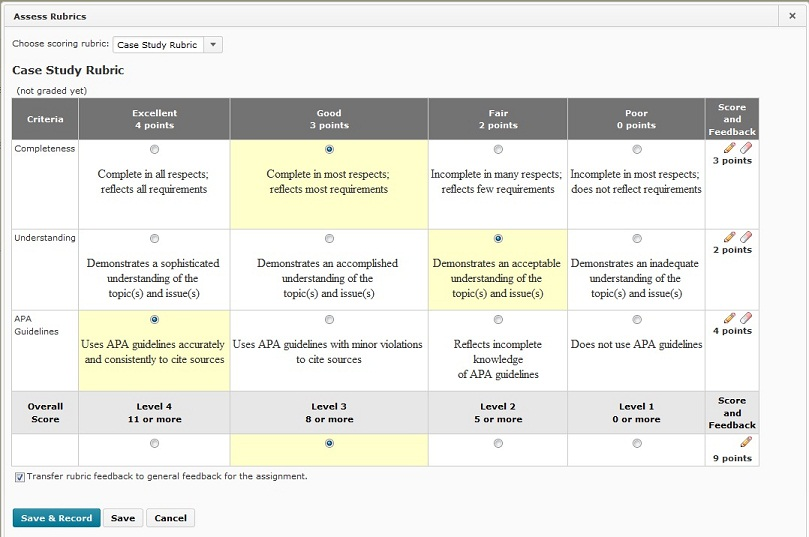 Assess Rubrics
Choose scoring rubric: Case Study Rubric
Case Study Rubric
(not graded yet)
Criteria
Excellent
4 points
Good
3 points
Fair
2 points
Poor
0 points
Score
and
Feedback
Completeness
Complete in all respects;
reflects all requirements
Complete in most respects;
reflects most requirements
Incomplete in many respects;
reflects few requirements
Incomplete in most respects;
does not reflect requirements
3 points
Understanding
Demonstrates a sophisticated
understanding of the
topic(s) and issue(s)
Demonstrates an accomplished
understanding of the
topic(s) and issue(s)
Demonstrates an acceptable
understanding of the
topic(s) and issue(s)
Demonstrates an inadequate
understanding of the
topic(s) and issue(s)
2 points
APA
Guidelines
Uses APA guidelines accurately
and consistently to cite sources
Uses APA guidelines with minor violations
to cite sources
Reflects incomplete
knowledge
of APA guidelines
Does not use APA guidelines
4 points
Overall
Score
Level 4
11 or more
Level 3
8 or more
Level 2
5 or more
Level 1
0 or more
Score
and
Feedback
9 points
Transfer rubric feedback to general feedback for the assignment.
Save & Record
Save
Cancel